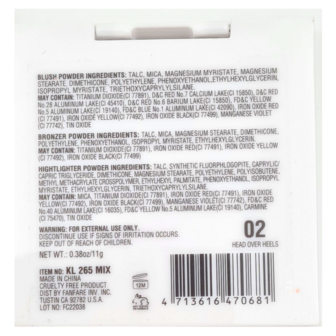 BLUSH POWDER INGREDIENTS: TALC, MICA, MAGNESIUM MYRISTATE, MAGNESIUM
STEARATE, DIMETHICONE, POLYETHYLENE, PHENOXYETHANOL,ETHYLHEXYLGLYCERIN,
ISOPROPYL MYRISTATE, TRIETHOXYCAPRYLYLSILANE
MAY CONTAIN: TITANIUM DIOXIDE(CI 77891), D&C RED No.7 CALCIUM LAKE(CI 15850), D&C RED
No.28 ALUMINUM LAKE(CI 45410), D&C RED No.6 BARIUM LAKE(CI 15850), FD&C YELLOW
No.5 ALUMINUM LAKE(CI 19140), FD&C BLUE No.1 ALUMINUM LAKE(CI 42090), IRON OXIDE RED
(CI 77491), IRON OXIDE YELLOW (CI 77492), IRON OXIDE BLACK(CI 77499), MANGANESE VIOLET
(CI 77742), TIN OXIDE
BRONZER POWDER INGREDIENTS: TALC, MICA, MAGNESIUM STEARATE, DIMETHICONE,
POLYETHYLENE, PHENOXYETHANOL, ISOPROPYL MYRISTATE, ETHYLHEXYLGLYCERIN
MAY CONTAIN: TITANIUM DIOXIDE(CI 77891), IRON OXIDE RED(CI 77491), IRON OXIDE YELLOW
(CI 77492), IRON OXIDE BLACK(CI 77499)
HIGHTLIGHTER POWDER INGREDIENTS: TALC, SYNTHETIC FLUORPHLOGOPITE, CAPRYLIC/
CAPRIC TRIGLYCERIDE, DIMETHICONE, MAGNESIUM STEARATE, POLYETHYLENE, POLYISOBUTENE,
METHYL METHACRYLATE CROSSPOLYMER, ETHYLHEXYL PALMITATE, PHENOXYETHANOL, ISOPROPYL
MYRISTATE, ETHYLHEXYLGLYCERIN, TRIETHOXYCAPRYLYLSILANE
MAY CONTAIN: MICA, TITANIUM DIOXIDE(CI 77891), IRON OXIDE RED(CI 77491), IRON OXIDE
YELLOW(CI 77492), IRON OXIDE BLACK(CI 77499), MANGANESE VIOLET(CI 77742), FD&C RED
No.40 ALUMINUM LAKE(CI 16035), FD&C YELLOW No.5 ALUMINUM LAKE(CI 19140), CARMINE
(CI 75470), TIN OXIDE
WARNING: FOR EXTERNAL USE ONLY.
DISCONTINUE USE IF SIGNS OF IRRITATION OCCURS.
KEEP OUT OF REACH OF CHILDREN.
NET WT.: 0.38oz/11g
02
HEAD OVER HEELS
ITEM NO: KL 265 MIX
MADE IN CHINA
CRUELTY FREE PRODUCT
DIST BY FANFARE INV. INC.
TUSTIN CA 92782 U.S.A
LOT NO: FC22036
12M
4 713616 470681